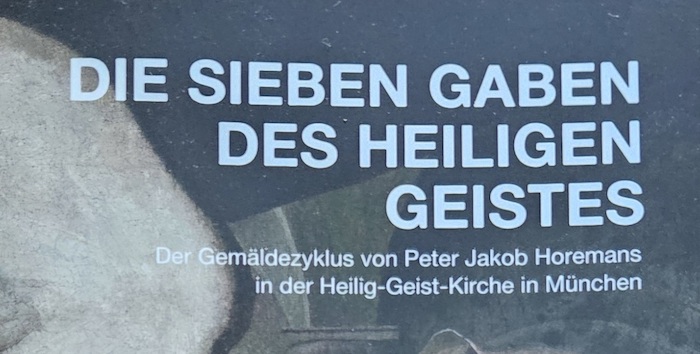 DIE SIEBEN GABEN
DES HEILIGEN
GEISTES
Der Gemäldezyklus von Peter Jakob Horemans
in der Heilig-Geist-Kirche in München